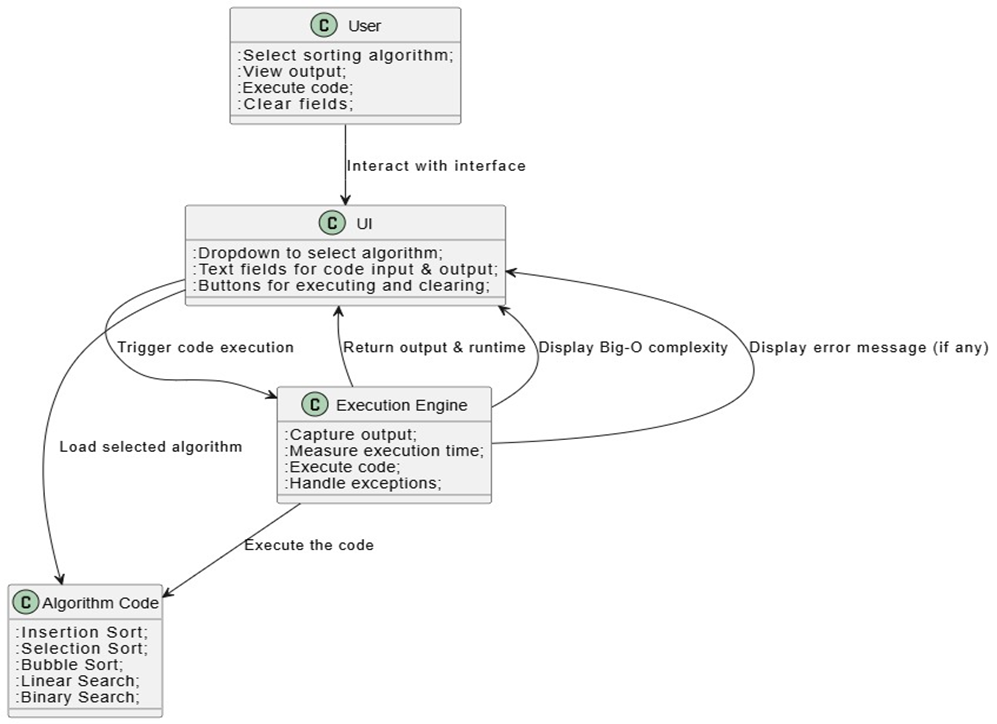 C User
:Select sorting algorithm;
:View output;
:Execute code;
:Clear fields;
Interact with interface
C UI
:Dropdown to select algorithm;
:Text fields for code input & output;
:Buttons for executing and clearing;
Trigger code execution
Return output & runtime
Display Big-O complexity
Display error message (if any)
C Execution Engine
:Capture output;
:Measure execution time;
:Execute code;
:Handle exceptions;
Load selected algorithm
Execute the code
C Algorithm Code
:Insertion Sort;
:Selection Sort;
:Bubble Sort;
:Linear Search;
:Binary Search;